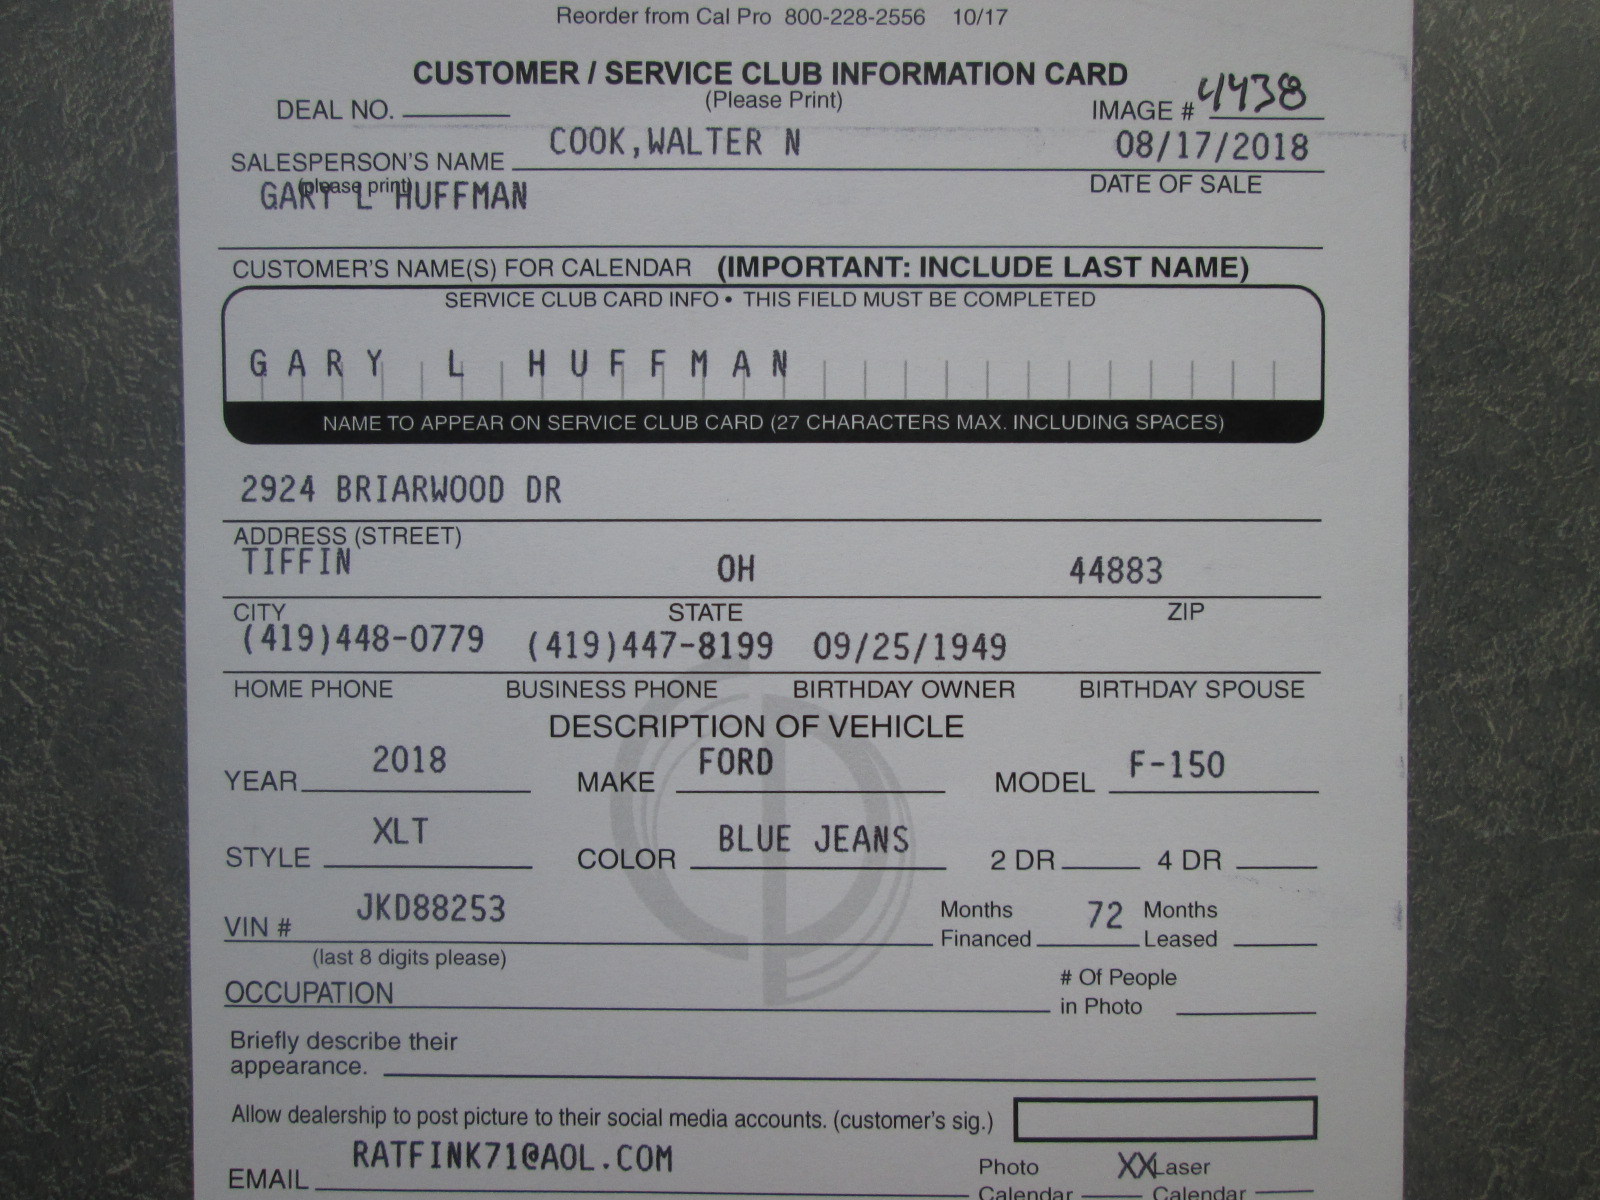 Reorder from Cal Pro 800-228-2556 10/17
CUSTOMER / SERVICE CLUB INFORMATION CARD
(Please Print)
DEAL NO.
IMAGE # 4438
SALESPERSON'S NAME COOK,WALTER N 08/17/2018
(please print) DATE OF SALE
GARY L HUFFMAN
CUSTOMER'S NAME(S) FOR CALENDAR (IMPORTANT: INCLUDE LAST NAME)
SERVICE CLUB CARD INFO • THIS FIELD MUST BE COMPLETED
GARY L HUFFMAN
NAME TO APPEAR ON SERVICE CLUB CARD (27 CHARACTERS MAX. INCLUDING SPACES)
2924 BRIARWOOD DR
ADDRESS (STREET)
TIFFIN OH 44883
CITY STATE ZIP
(419)448-0779 (419)447-8199 09/25/1949
HOME PHONE BUSINESS PHONE BIRTHDAY OWNER BIRTHDAY SPOUSE
DESCRIPTION OF VEHICLE
YEAR 2018 MAKE FORD MODEL F-150
STYLE XLT COLOR BLUE JEANS 2 DR 4 DR
VIN # JKD88253 Months Financed 72 Months Leased
(last 8 digits please)
OCCUPATION # Of People in Photo
Briefly describe their
appearance.
Allow dealership to post picture to their social media accounts. (customer's sig.)
EMAIL RATFINK71@AOL.COM Photo Calendar XX Laser Calendar